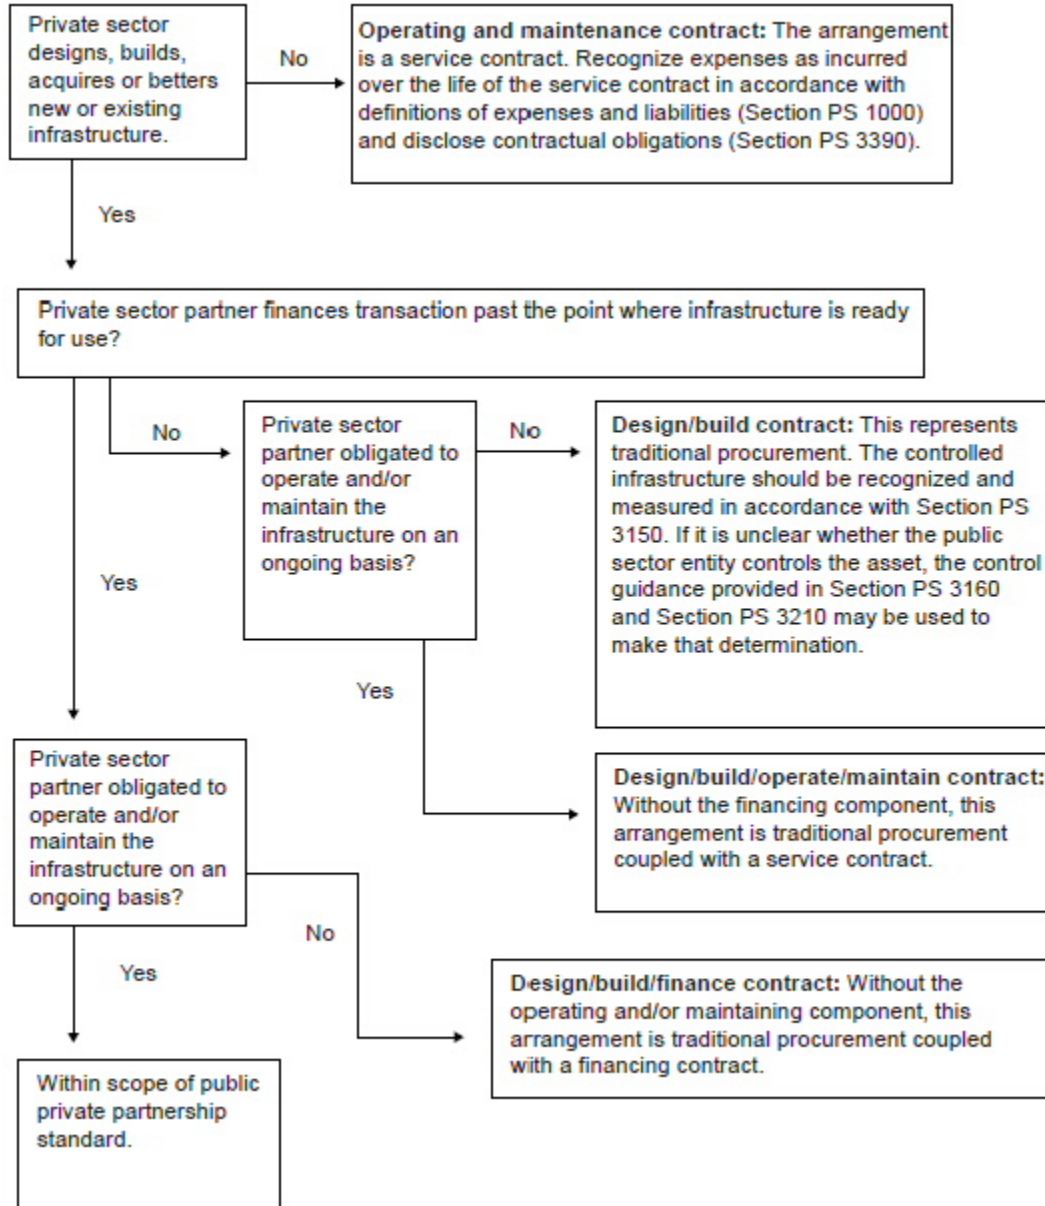 Private sector
designs, builds,
acquires or betters
new or existing
infrastructure.
No
Operating and maintenance contract: The arrangement
is a service contract. Recognize expenses as incurred
over the life of the service contract in accordance with
definitions of expenses and liabilities (Section PS 1000)
and disclose contractual obligations (Section PS 3390).
Yes
Private sector partner finances transaction past the point where infrastructure is ready
for use?
No
Private sector
partner obligated to
operate and/or
maintain the
infrastructure on an
ongoing basis?
No
Design/build contract: This represents
traditional procurement. The controlled
infrastructure should be recognized and
measured in accordance with Section PS
3150. If it is unclear whether the public
sector entity controls the asset, the control
guidance provided in Section PS 3160
and Section PS 3210 may be used to
make that determination.
Yes
Yes
Private sector
partner obligated to
operate and/or
maintain the
infrastructure on an
ongoing basis?
Design/build/operate/maintain contract:
Without the financing component, this
arrangement is traditional procurement
coupled with a service contract.
No
Yes
Design/build/finance contract: Without the
operating and/or maintaining component, this
arrangement is traditional procurement coupled
with a financing contract.
Within scope of public
private partnership
standard.